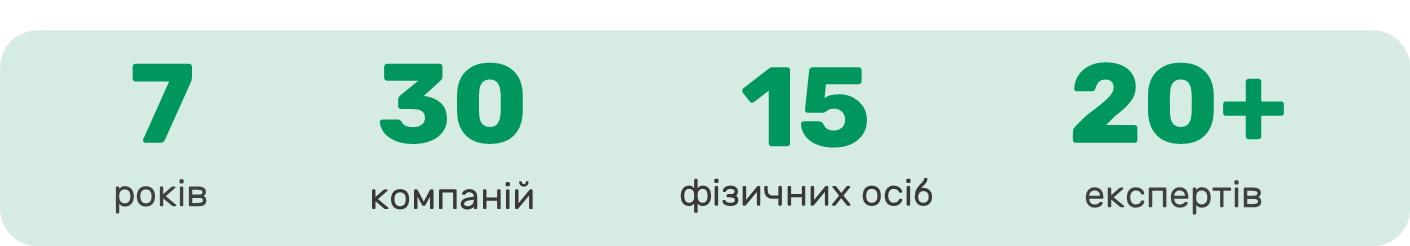 7 30 15 20+
років компаній фізичних осіб експертів